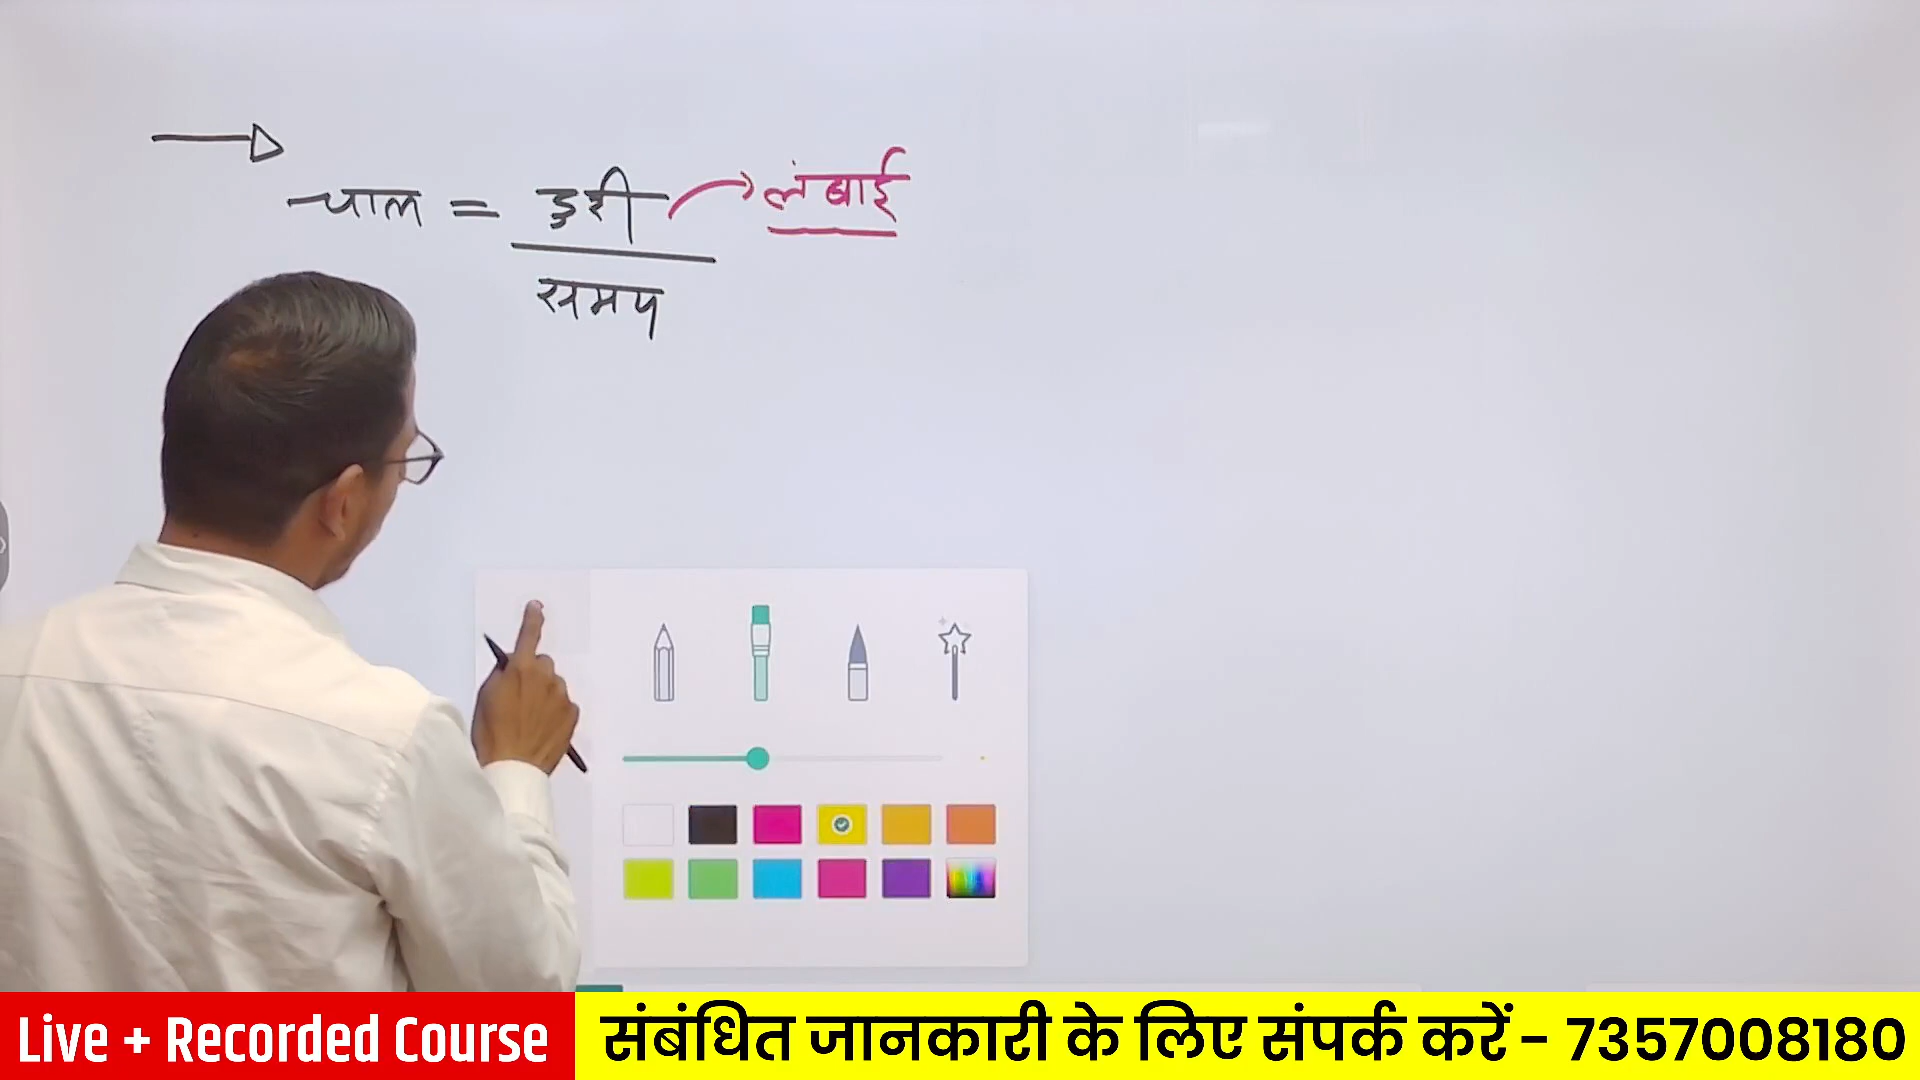 चाल = दुरी → लंबाई
समय
Live + Recorded Course
संबंधित जानकारी के लिए संपर्क करें - 7357008180